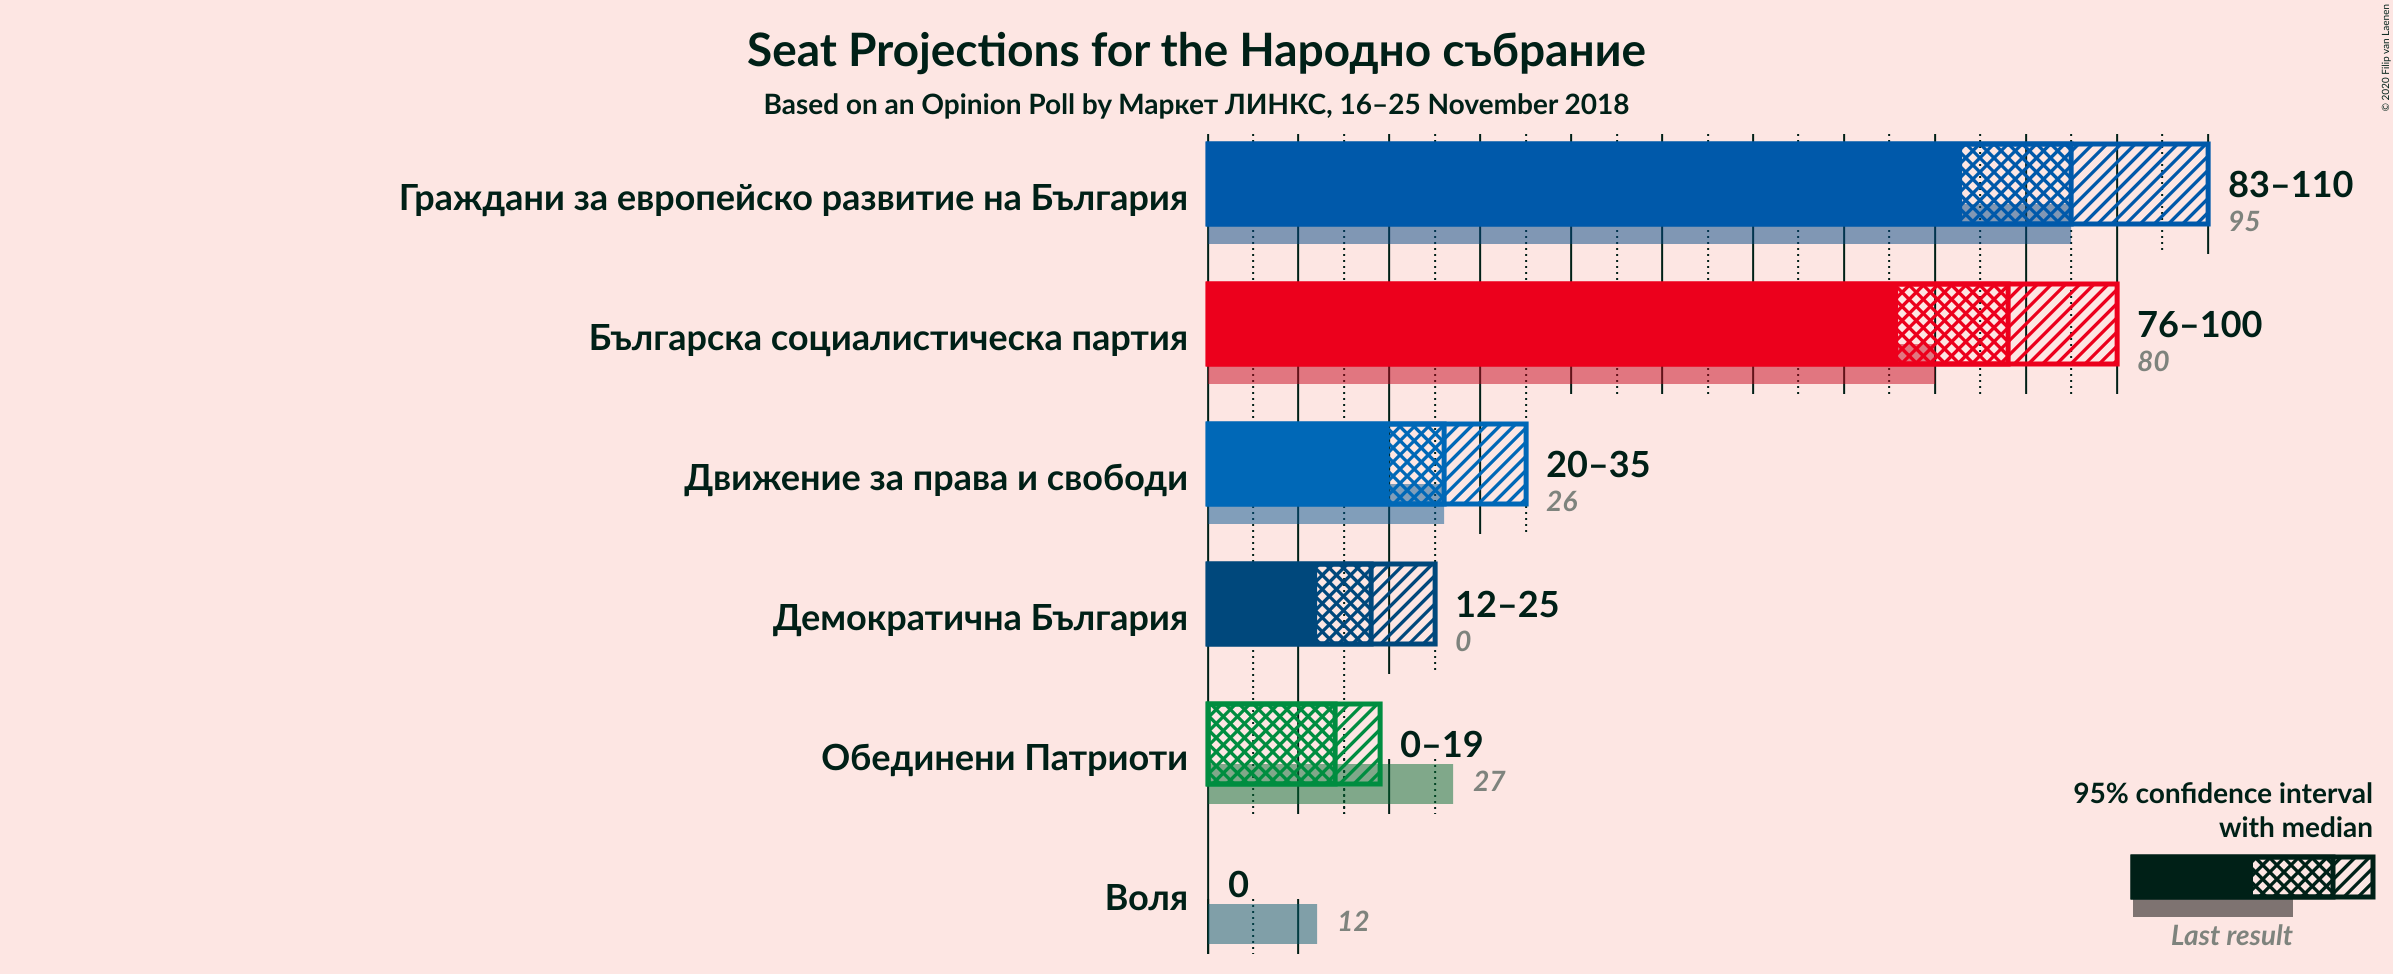 Seat Projections for the Народно събрание
Based on an Opinion Poll by Маркет ЛИНКС, 16–25 November 2018
© 2020 Filip van Laenen
Граждани за европейско развитие на България
83–110
95
Българска социалистическа партия
76–100
80
Движение за права и свободи
20–35
26
Демократична България
12–25
0
Обединени Патриоти
0–19
27
Воля
0
12
95% confidence interval
with median
Last result